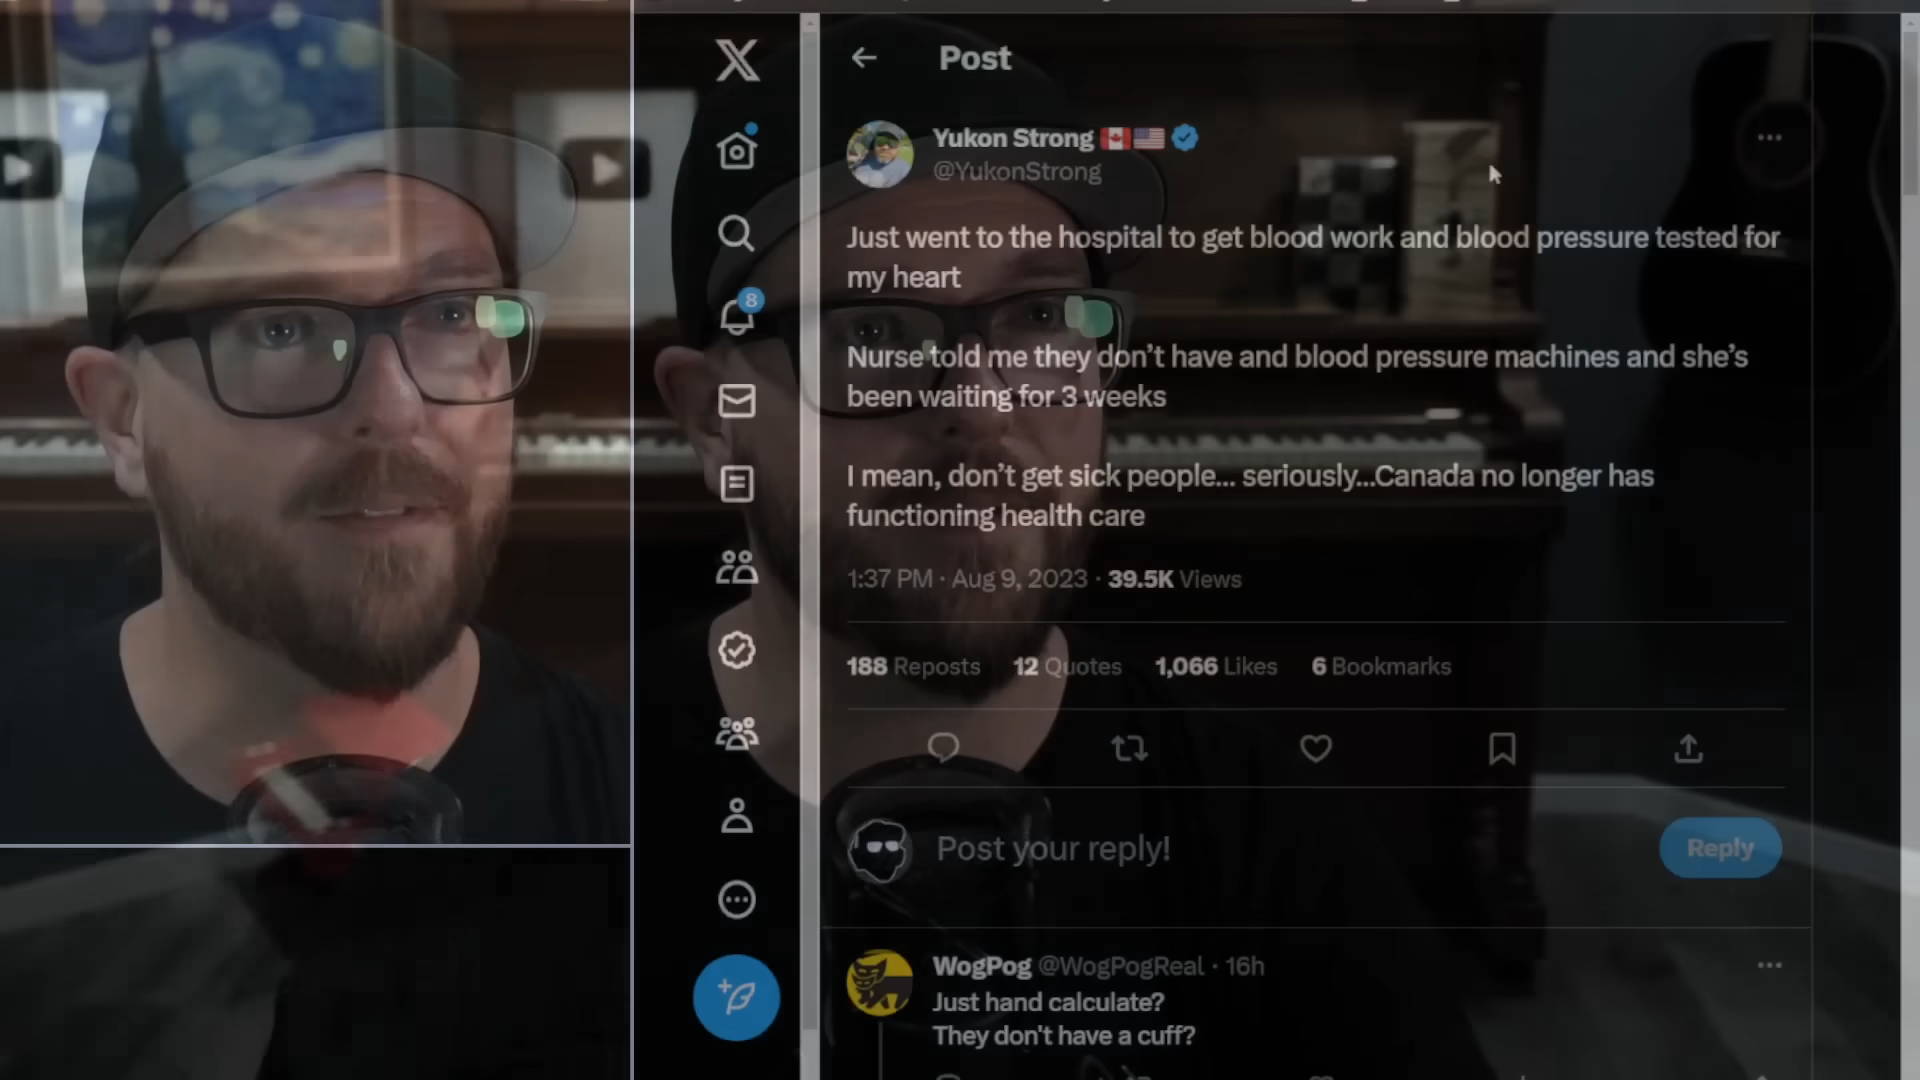 Post
Yukon Strong
@YukonStrong
Just went to the hospital to get blood work and blood pressure tested for
my heart
Nurse told me they don’t have and blood pressure machines and she’s
been waiting for 3 weeks
I mean, don’t get sick people... seriously...Canada no longer has
functioning health care
1:37 PM · Aug 9, 2023 · 39.5K Views
188 Reposts 12 Quotes 1,066 Likes 6 Bookmarks
8
Post your reply!
Reply
WogPog @WogPogReal · 16h
Just hand calculate?
They don't have a cuff?